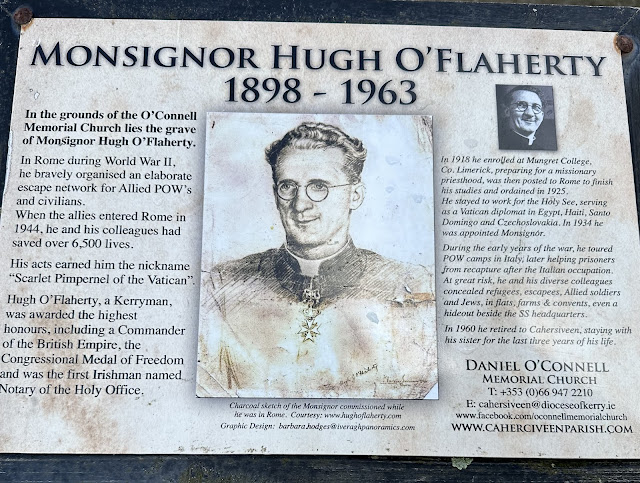 MONSIGNOR HUGH O'FLAHERTY
1898 - 1963
In the grounds of the O'Connell
Memorial Church lies the grave
of Monsignor Hugh O'Flaherty.
In Rome during World War II,
he bravely organised an elaborate
escape network for Allied POW's
and civilians.
When the allies entered Rome in
1944, he and his colleagues had
saved over 6,500 lives.
His acts earned him the nickname
"Scarlet Pimpernel of the Vatican".
Hugh O'Flaherty, a Kerryman,
was awarded the highest
honours, including a Commander
of the British Empire, the
Congressional Medal of Freedom
and was the first Irishman named
Notary of the Holy Office.
Charcoal sketch of the Monsignor commissioned while
he was in Rome. Courtesy: www.hughoflaherty.com
Graphic Design: barbara.hodges@iveraghpanoramics.com
In 1918 he enrolled at Mungret College,
Co. Limerick, preparing for a missionary
priesthood, was then posted to Rome to finish
his studies and ordained in 1925.
He stayed to work for the Holy See, serving
as a Vatican diplomat in Egypt, Haiti, Santo
Domingo and Czechoslovakia. In 1934 he
was appointed Monsignor.
During the early years of the war, he toured
POW camps in Italy, later helping prisoners
from recapture after the Italian occupation.
At great risk, he and his diverse colleagues
concealed refugees, escapees, Allied soldiers
and Jews, in flats, farms & convents, even a
hideout beside the SS headquarters.
In 1960 he retired to Cahersiveen, staying with
his sister for the last three years of his life.
DANIEL O'CONNELL
MEMORIAL CHURCH
T: +353 (0)66 947 2210
E: cahersiveen@dioceseofkerry.ie
www.facebook.com/oconnellmemorialchurch
WWW.CAHERCIVEENPARISH.COM